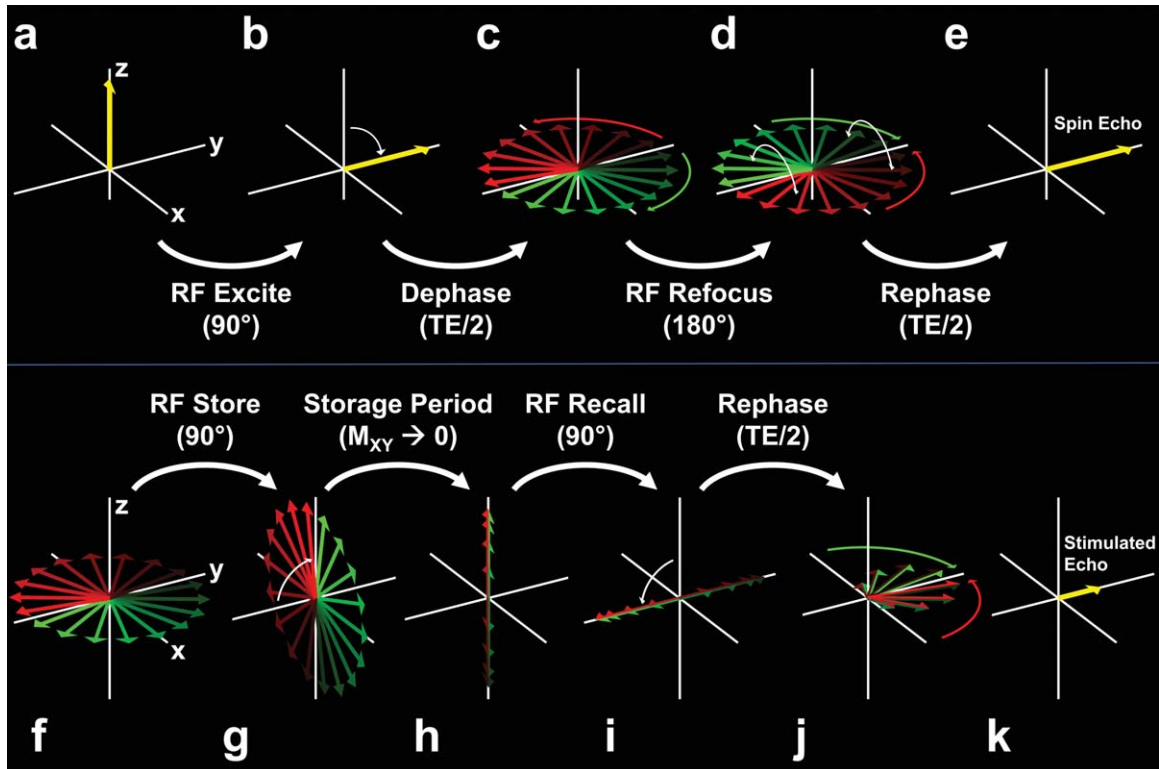 a
b
c
d
e
z
y
x
Spin Echo
RF Excite
(90°)
Dephase
(TE/2)
RF Refocus
(180°)
Rephase
(TE/2)
RF Store
(90°)
Storage Period
(MXY → 0)
RF Recall
(90°)
Rephase
(TE/2)
z
y
x
Stimulated
Echo
f
g
h
i
j
k